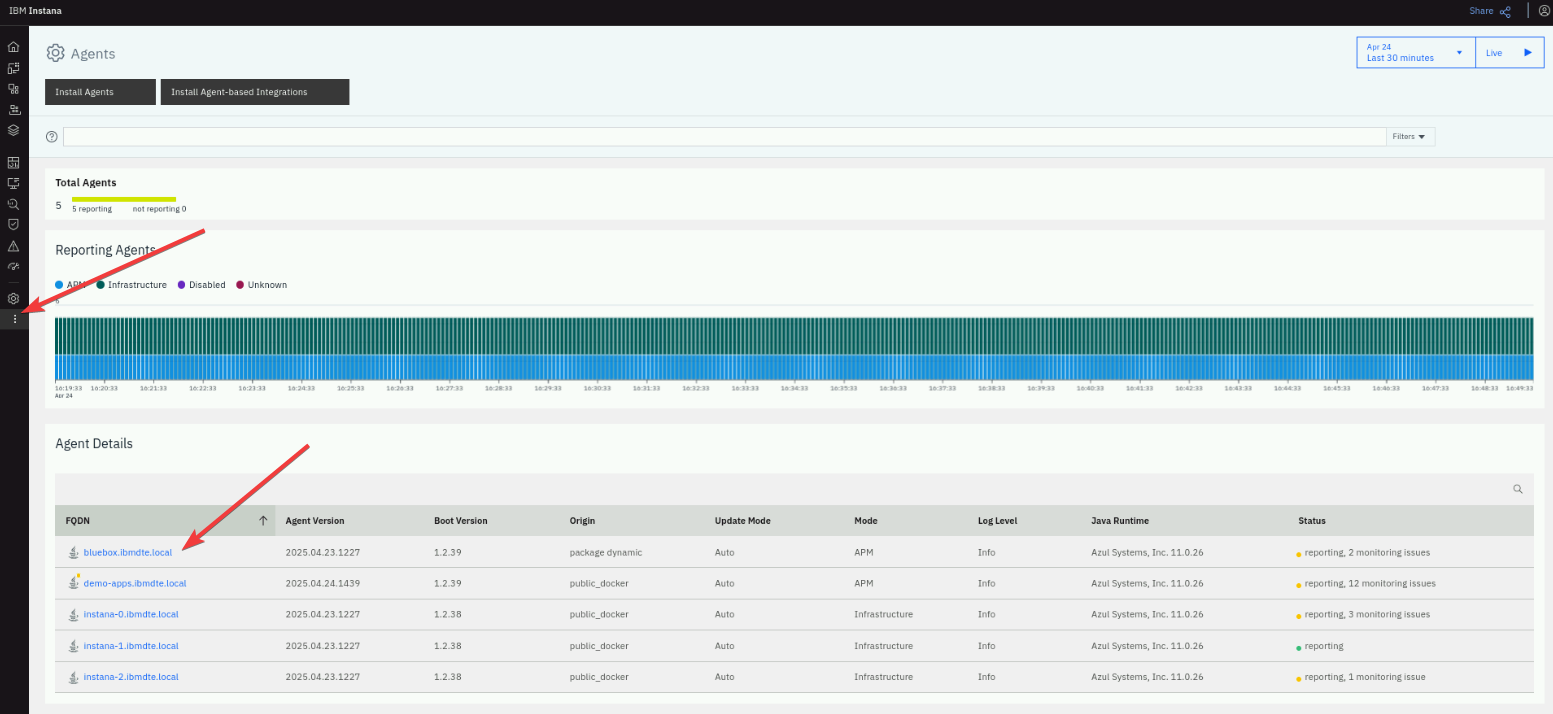 IBM Instana
Share
Agents
Apr 24
Last 30 minutes
Live
Install Agents
Install Agent-based Integrations
Filters
Total Agents
5
5 reporting
not reporting 0
Reporting Agents
APM
Infrastructure
Disabled
Unknown
16:19:33 16:20:33 16:21:33 16:22:33 16:23:33 16:24:33 16:25:33 16:26:33 16:27:33 16:28:33 16:29:33 16:30:33 16:31:33 16:32:33 16:33:33 16:34:33 16:35:33 16:36:33 16:37:33 16:38:33 16:39:33 16:40:33 16:41:33 16:42:33 16:43:33 16:44:33 16:45:33 16:46:33 16:47:33 16:48:33 16:49:33
Apr 24
Agent Details
FQDN Agent Version Boot Version Origin Update Mode Mode Log Level Java Runtime Status
bluebox.ibmdte.local 2025.04.23.1227 1.2.39 package dynamic Auto APM Info Azul Systems, Inc. 11.0.26 reporting, 2 monitoring issues
demo-apps.ibmdte.local 2025.04.24.1439 1.2.39 public_docker Auto APM Info Azul Systems, Inc. 11.0.26 reporting, 12 monitoring issues
instana-0.ibmdte.local 2025.04.23.1227 1.2.38 public_docker Auto Infrastructure Info Azul Systems, Inc. 11.0.26 reporting, 3 monitoring issues
instana-1.ibmdte.local 2025.04.23.1227 1.2.38 public_docker Auto Infrastructure Info Azul Systems, Inc. 11.0.26 reporting
instana-2.ibmdte.local 2025.04.23.1227 1.2.38 public_docker Auto Infrastructure Info Azul Systems, Inc. 11.0.26 reporting, 1 monitoring issue